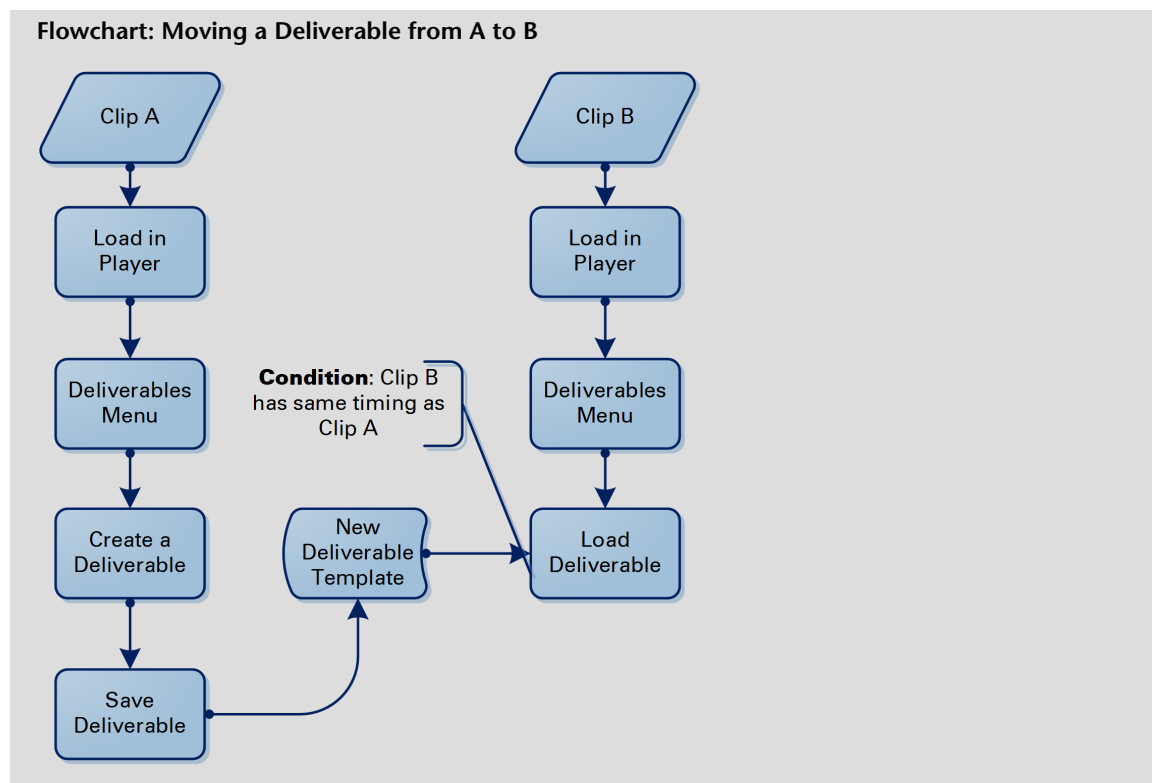 Flowchart: Moving a Deliverable from A to B
Clip A
Load in
Player
Deliverables
Menu
Create a
Deliverable
Save
Deliverable
New
Deliverable
Template
Condition: Clip B
has same timing as
Clip A
Clip B
Load in
Player
Deliverables
Menu
Load
Deliverable